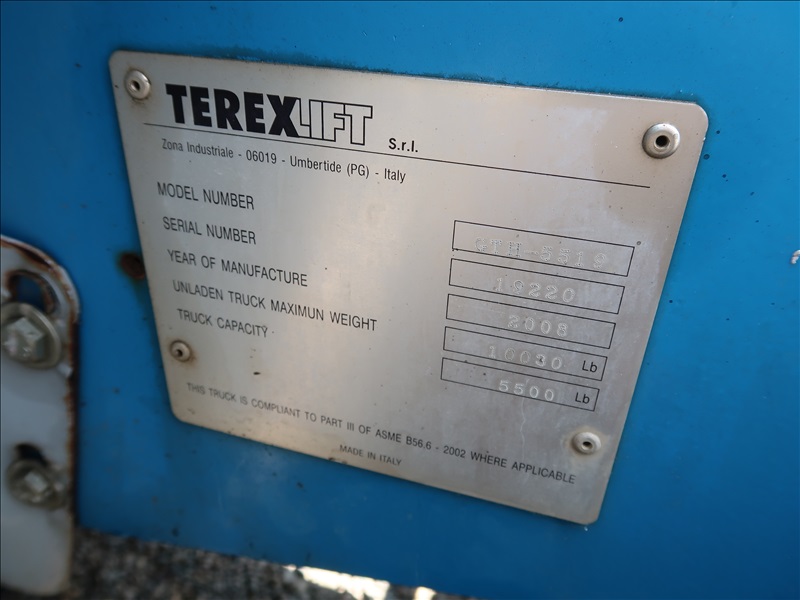 TEREXLIFT S.r.l.
Zona Industriale - 06019 - Umbertide (PG) - Italy
MODEL NUMBER GTH-5519
SERIAL NUMBER 19220
YEAR OF MANUFACTURE 2008
UNLADEN TRUCK MAXIMUN WEIGHT 10030 Lb
TRUCK CAPACITY 5500 Lb
THIS TRUCK IS COMPLIANT TO PART III OF ASME B56.6 - 2002 WHERE APPLICABLE
MADE IN ITALY